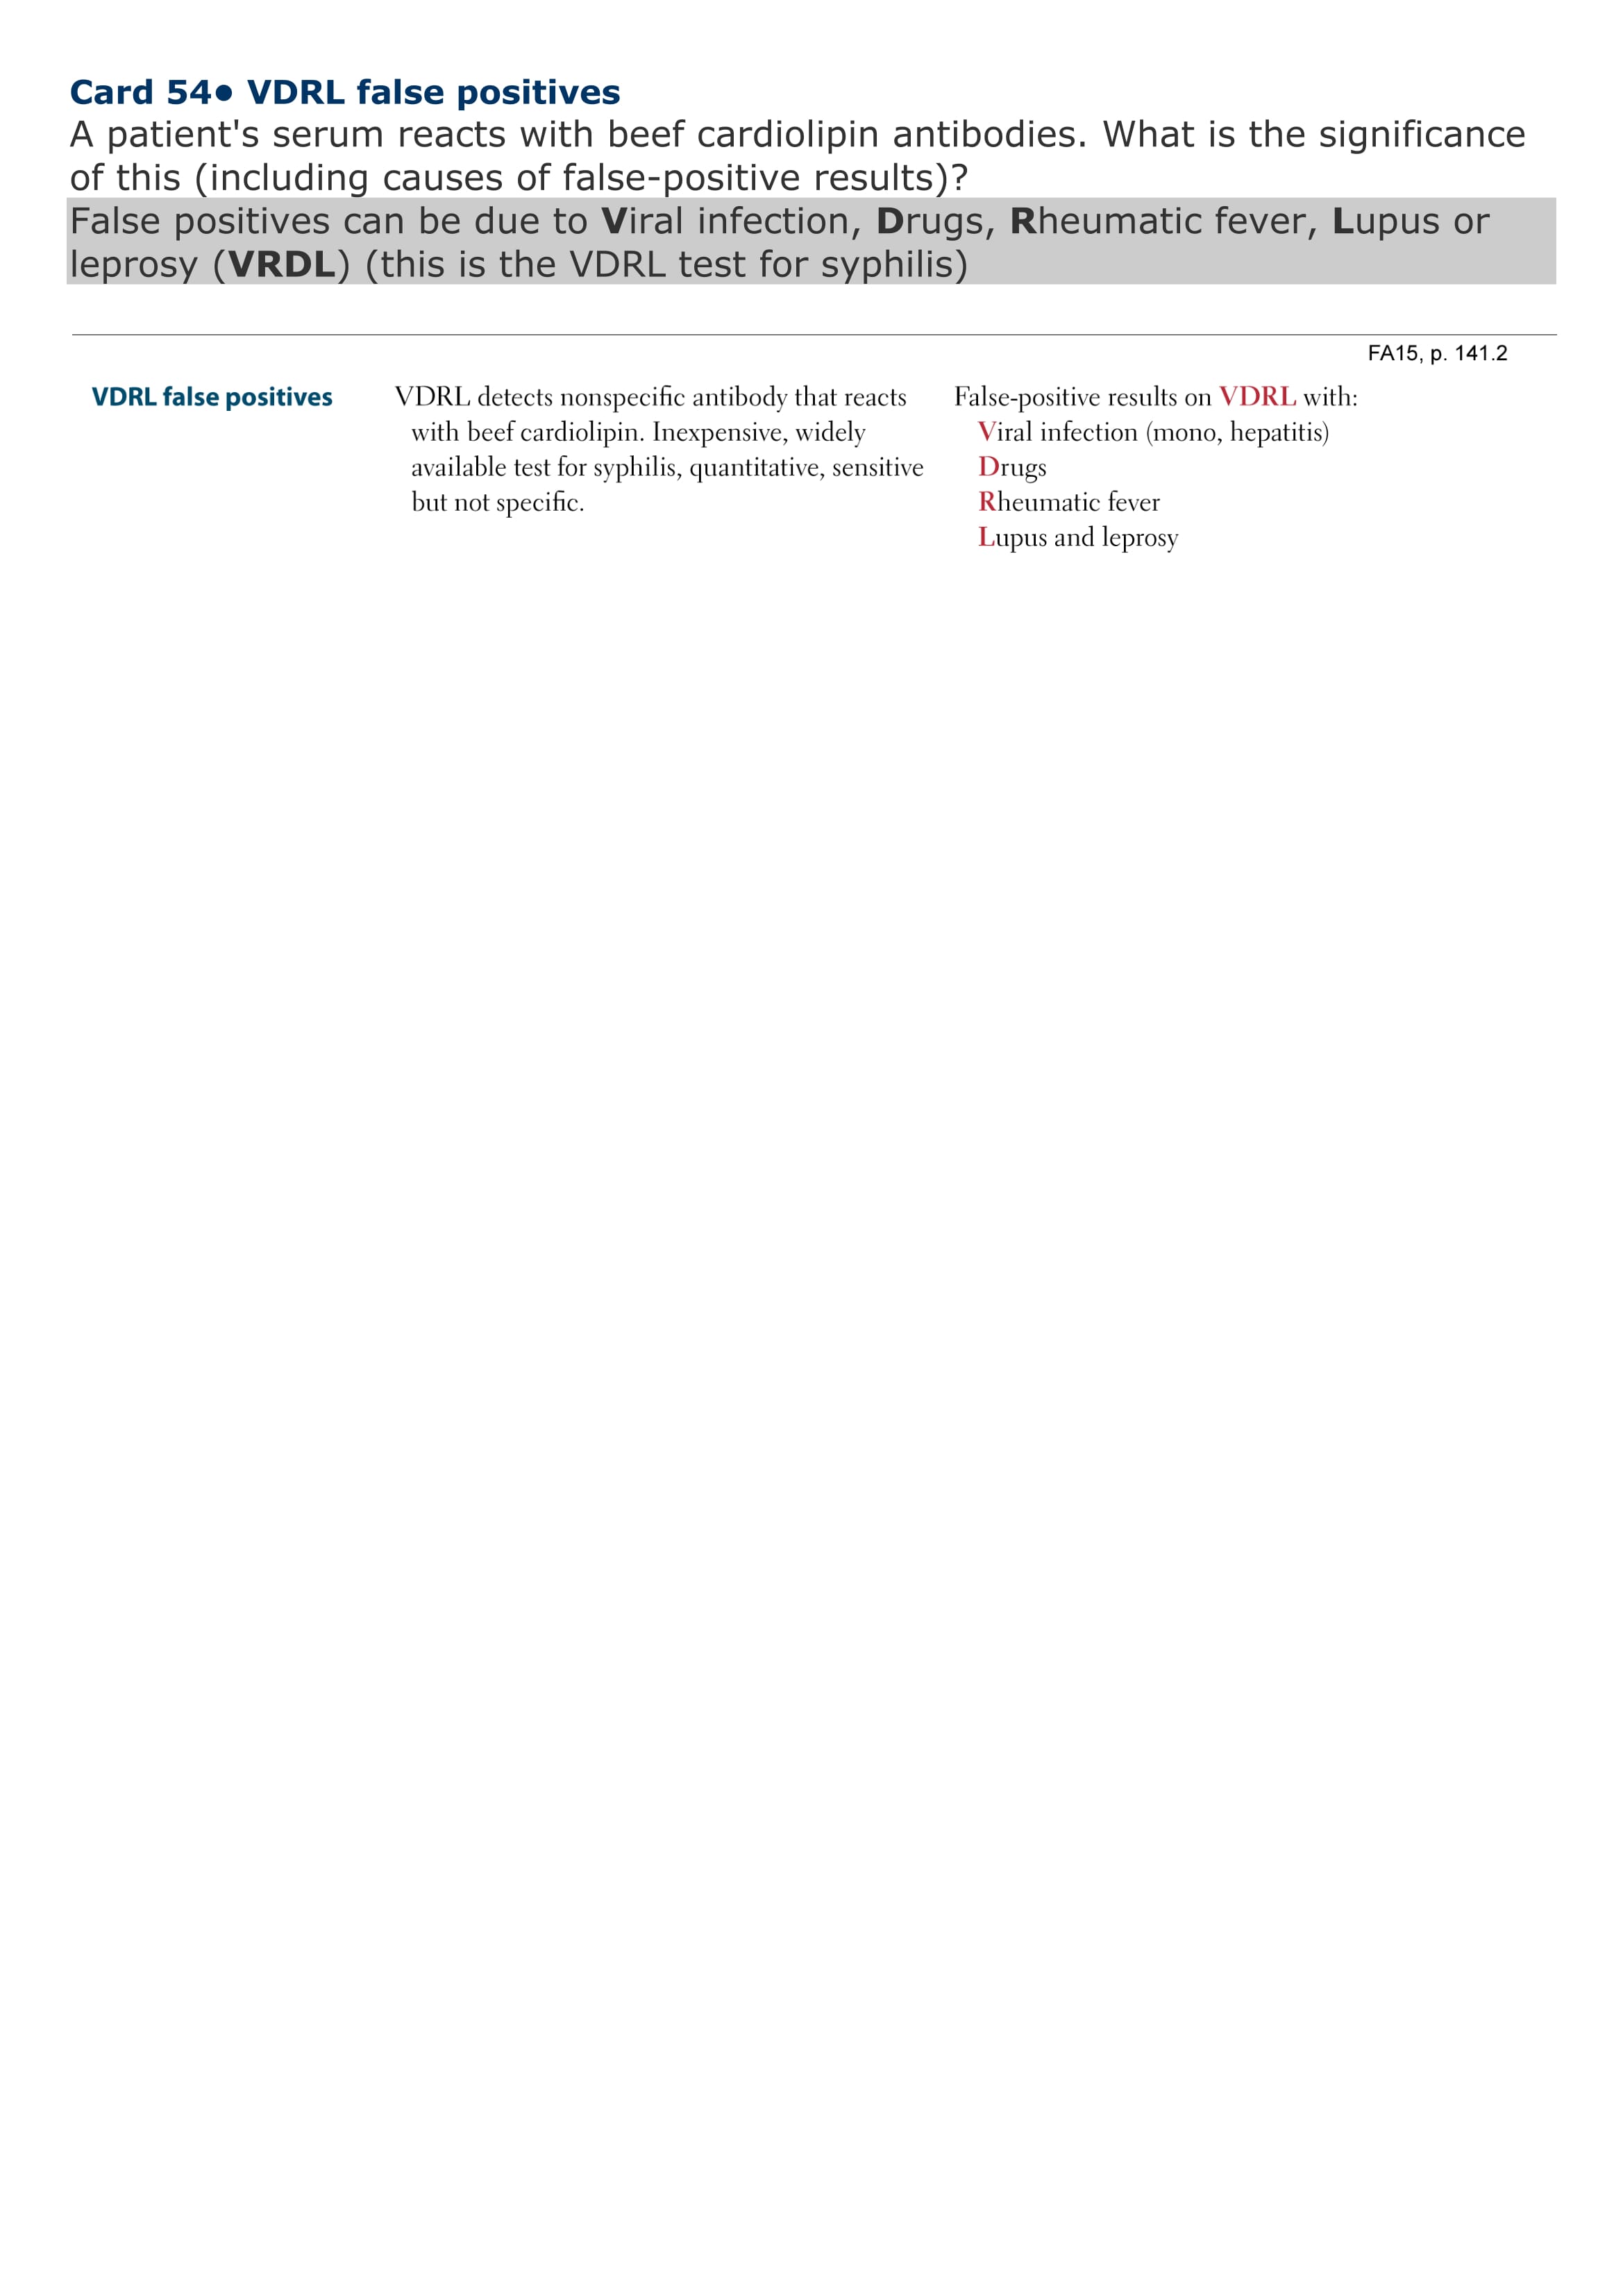 Card 54● VDRL false positives
A patient's serum reacts with beef cardiolipin antibodies. What is the significance
of this (including causes of false-positive results)?
False positives can be due to Viral infection, Drugs, Rheumatic fever, Lupus or
leprosy (VRDL) (this is the VDRL test for syphilis)
FA15, p. 141.2
VDRL false positives
VDRL detects nonspecific antibody that reacts
with beef cardiolipin. Inexpensive, widely
available test for syphilis, quantitative, sensitive
but not specific.
False-positive results on VDRL with:
Viral infection (mono, hepatitis)
Drugs
Rheumatic fever
Lupus and leprosy